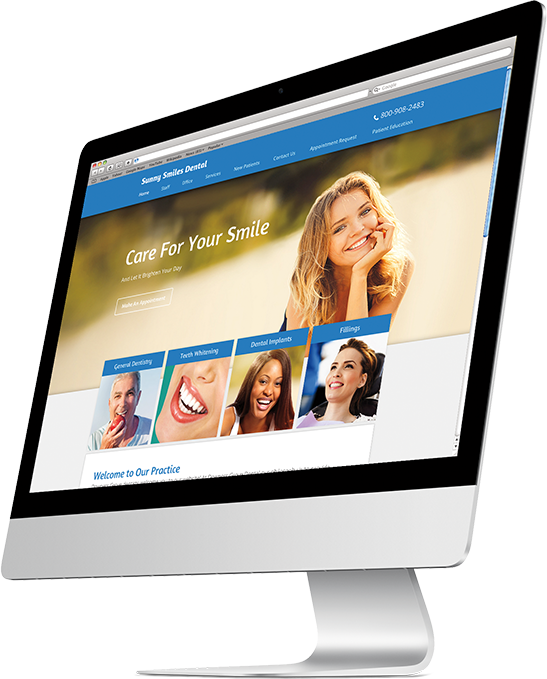 Google
800-908-2483
Patient Education
Sunny Smiles Dental
Home Staff Office Services New Patients Contact Us Appointment Request
Care For Your Smile
And Let It Brighten Your Day
Make An Appointment
General Dentistry
Teeth Whitening
Dental Implants
Fillings
Welcome to Our Practice